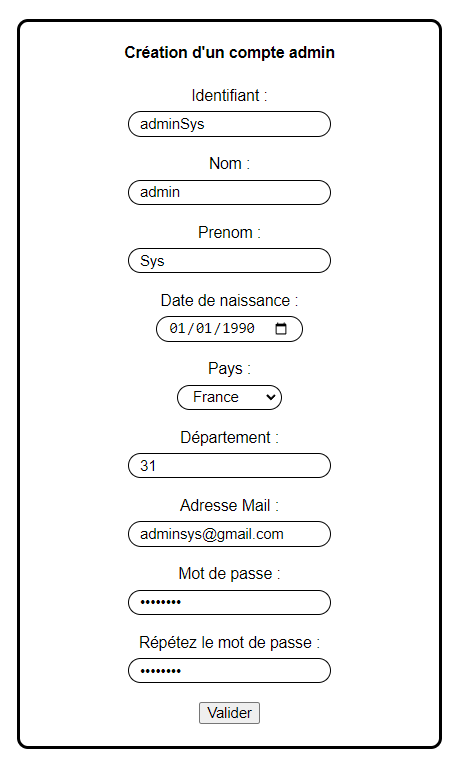 Création d'un compte admin
Identifiant :
adminSys
Nom :
admin
Prenom :
Sys
Date de naissance :
01/01/1990
Pays :
France
Département :
31
Adresse Mail :
adminsys@gmail.com
Mot de passe :
••••••••
Répétez le mot de passe :
••••••••
Valider